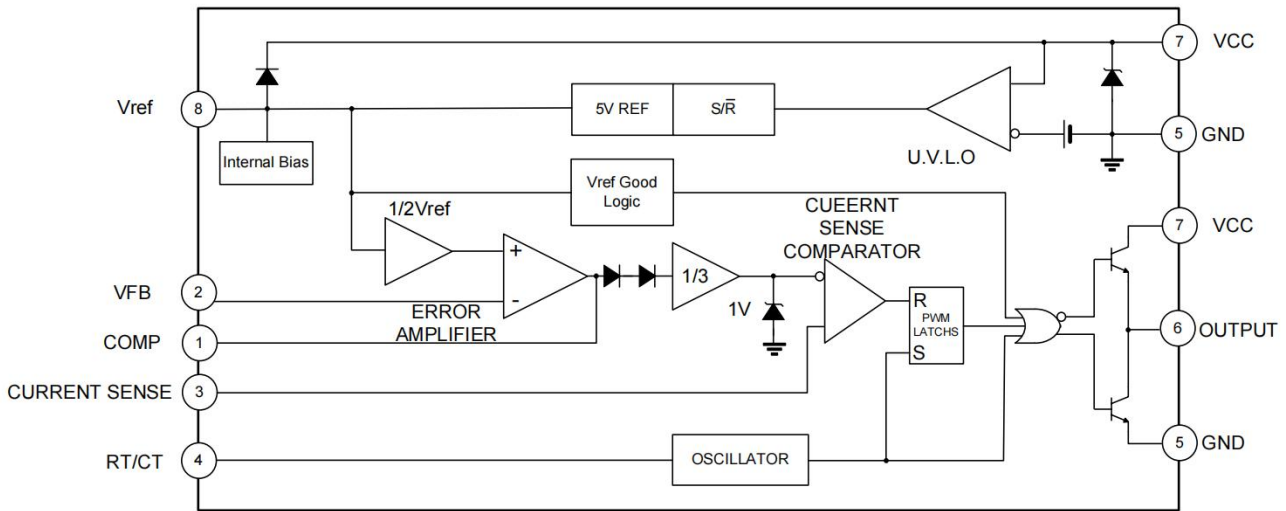 7
VCC
Vref
8
5V REF
S/R̅
5
GND
Internal Bias
U.V.L.O
Vref Good
Logic
1/2Vref
CUEERNT
SENSE
COMPARATOR
7
VCC
+
1/3
VFB
2
-
ERROR
AMPLIFIER
1V
R
PWM
LATCHS
S
6
OUTPUT
COMP
1
CURRENT SENSE
3
RT/CT
4
OSCILLATOR
5
GND